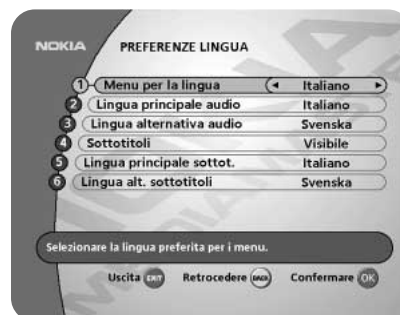 NOKIA PREFERENZE LINGUA
1 Menu per la lingua Italiano
2 Lingua principale audio Italiano
3 Lingua alternativa audio Svenska
4 Sottotitoli Visibile
5 Lingua principale sottot. Italiano
6 Lingua alt. sottotitoli Svenska
Selezionare la lingua preferita per i menu.
Uscita EXIT Retrocedere BACK Confermare OK